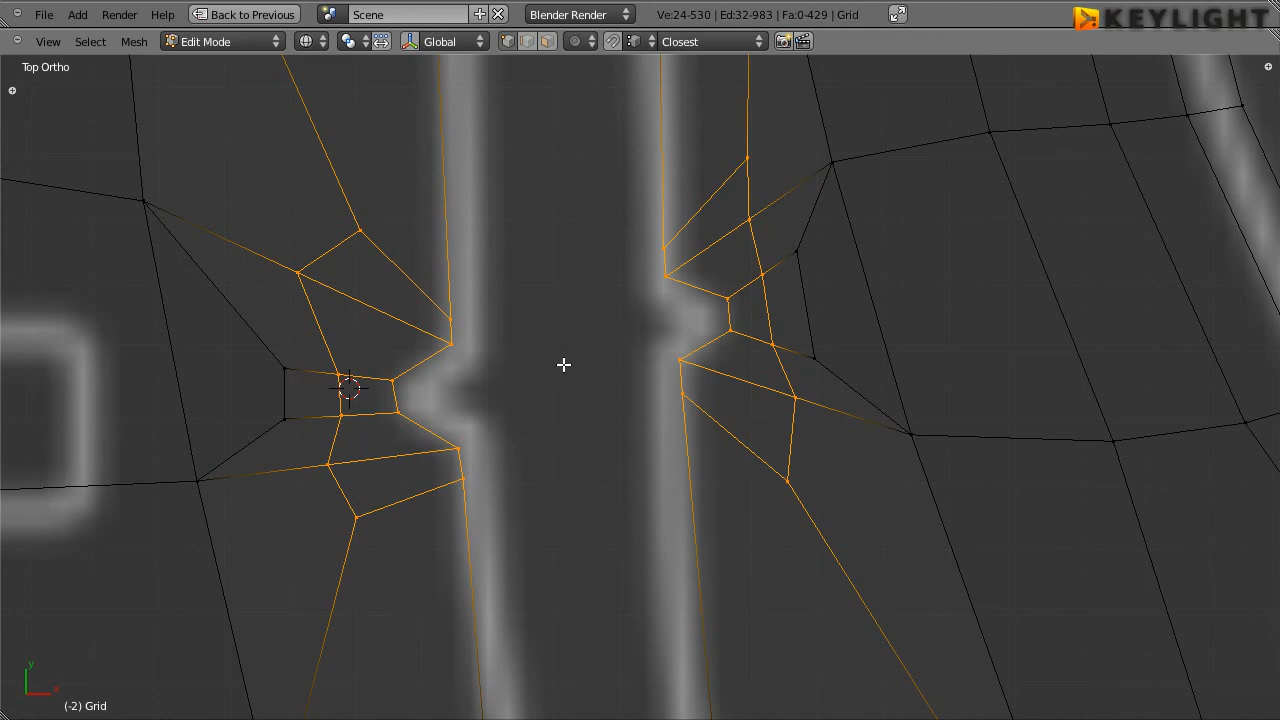 File Add Render Help Back to Previous Scene Blender Render Ve:24-530 | Ed:32-983 | Fa:0-429 | Grid KEYLIGHT
View Select Mesh Edit Mode Global Closest
Top Ortho
y
x
(-2) Grid